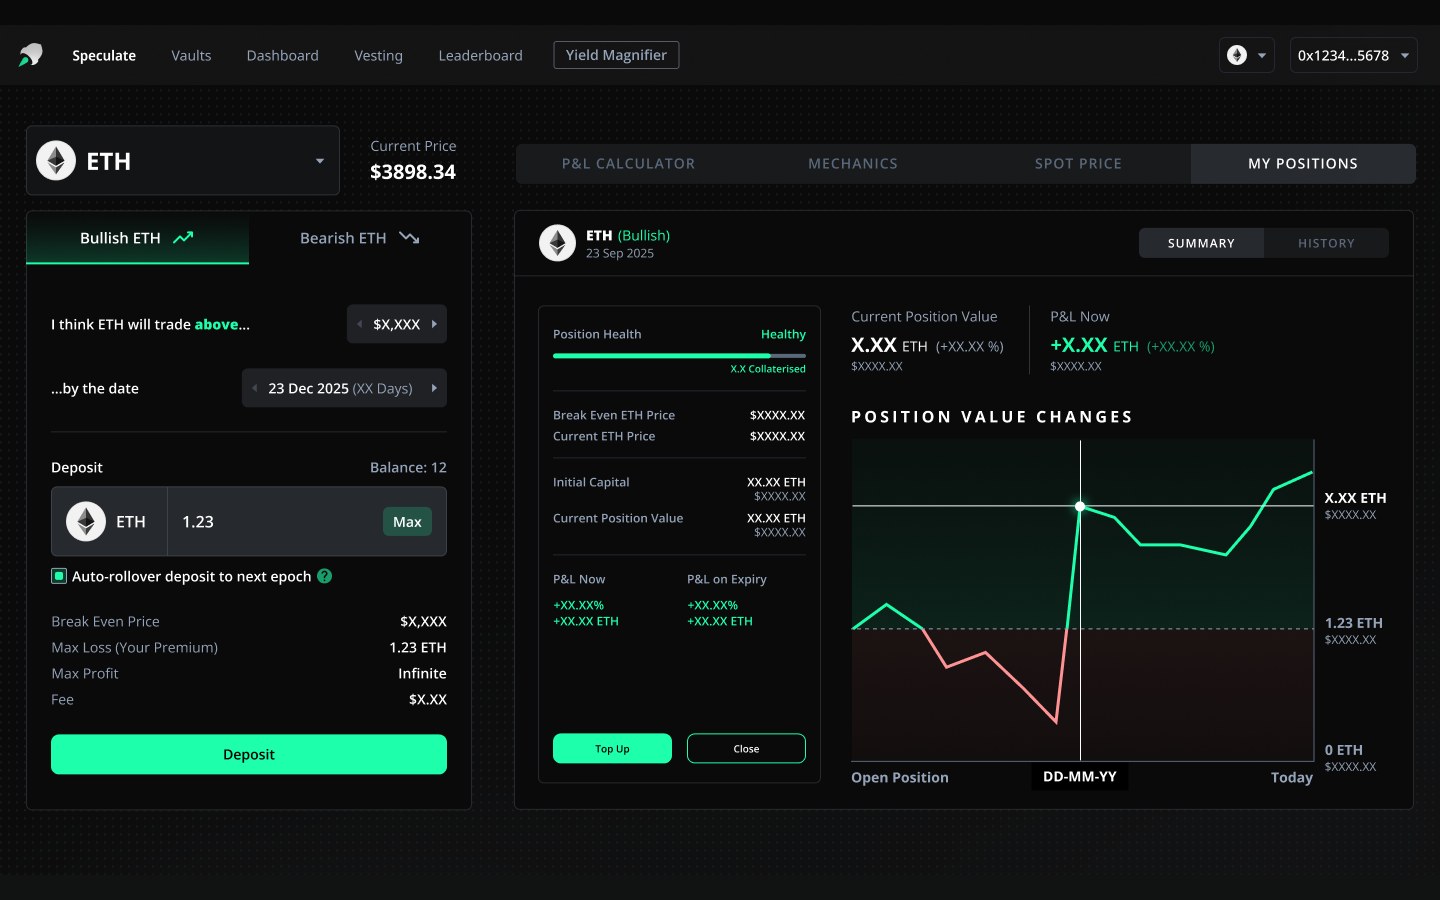 Speculate Vaults Dashboard Vesting Leaderboard Yield Magnifier 0x1234...5678
ETH
Current Price
$3898.34
P&L CALCULATOR MECHANICS SPOT PRICE MY POSITIONS
Bullish ETH Bearish ETH
I think ETH will trade above... $X,XXX
...by the date 23 Dec 2025 (XX Days)
Deposit Balance: 12
ETH 1.23 Max
Auto-rollover deposit to next epoch ?
Break Even Price $X,XXX
Max Loss (Your Premium) 1.23 ETH
Max Profit Infinite
Fee $X.XX
Deposit
ETH (Bullish)
23 Sep 2025
SUMMARY HISTORY
Position Health Healthy
X.X Collaterised
Break Even ETH Price $XXXX.XX
Current ETH Price $XXXX.XX
Initial Capital XX.XX ETH
$XXXX.XX
Current Position Value XX.XX ETH
$XXXX.XX
P&L Now P&L on Expiry
+XX.XX% +XX.XX%
+XX.XX ETH +XX.XX ETH
Top Up Close
Current Position Value P&L Now
X.XX ETH (+XX.XX %) +X.XX ETH (+XX.XX %)
$XXXX.XX $XXXX.XX
POSITION VALUE CHANGES
X.XX ETH
$XXXX.XX
1.23 ETH
$XXXX.XX
0 ETH
$XXXX.XX
Open Position DD-MM-YY Today